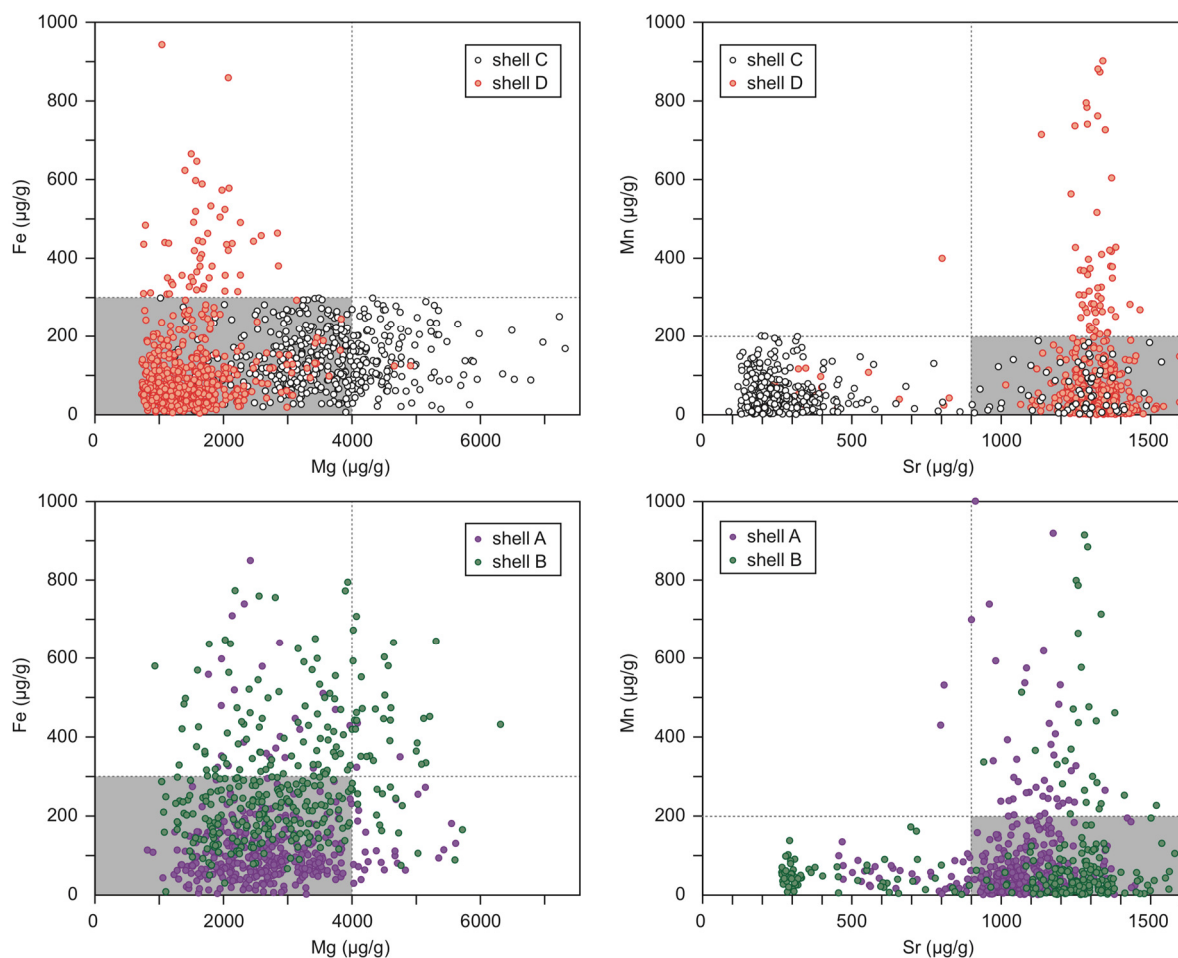 1000
800
600
400
200
0
Fe (µg/g)
shell C
shell D
0 2000 4000 6000
Mg (µg/g)
1000
800
600
400
200
0
Mn (µg/g)
shell C
shell D
0 500 1000 1500
Sr (µg/g)
1000
800
600
400
200
0
Fe (µg/g)
shell A
shell B
0 2000 4000 6000
Mg (µg/g)
1000
800
600
400
200
0
Mn (µg/g)
shell A
shell B
0 500 1000 1500
Sr (µg/g)